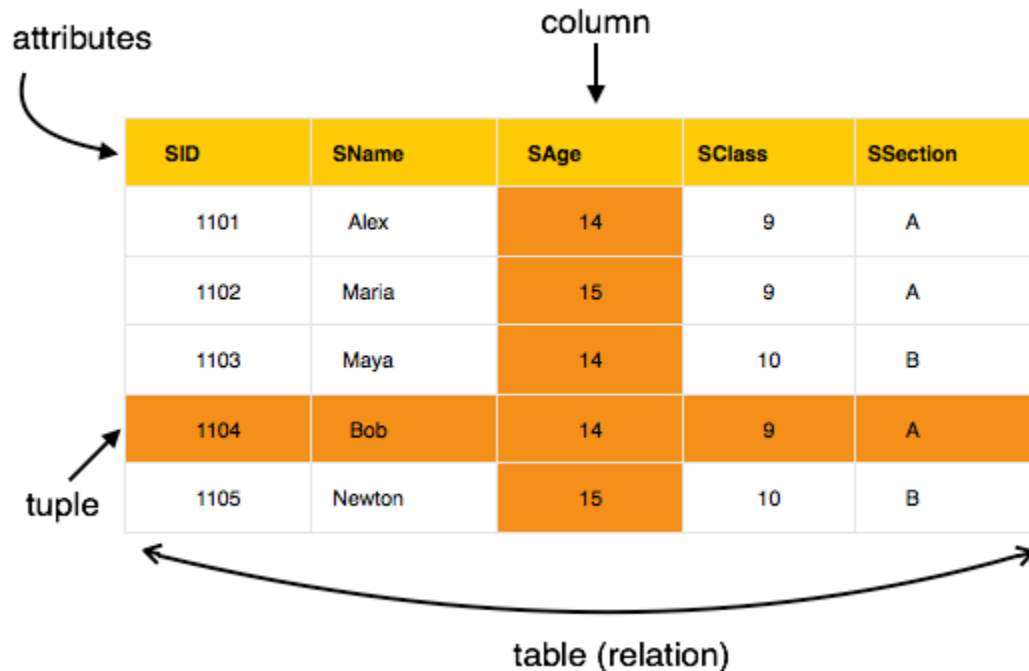 attributes
column
SID SName SAge SClass SSection
1101 Alex 14 9 A
1102 Maria 15 9 A
1103 Maya 14 10 B
1104 Bob 14 9 A
tuple
1105 Newton 15 10 B
table (relation)